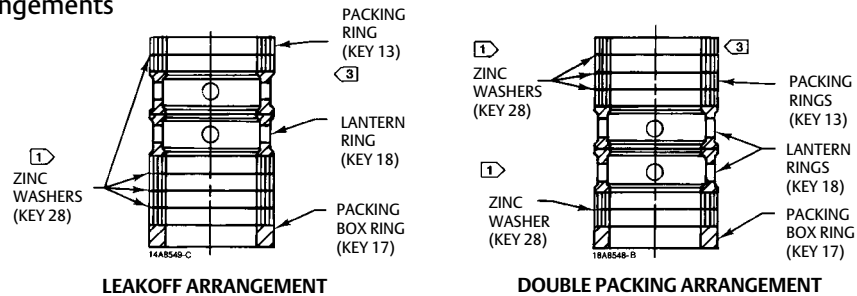 angements
PACKING
RING
(KEY 13)
3
LANTERN
RING
(KEY 18)
1
ZINC
WASHERS
(KEY 28)
PACKING
BOX RING
(KEY 17)
14A8549-C
LEAKOFF ARRANGEMENT
1
ZINC
WASHERS
(KEY 28)
3
PACKING
RINGS
(KEY 13)
LANTERN
RINGS
(KEY 18)
1
ZINC
WASHER
(KEY 28)
PACKING
BOX RING
(KEY 17)
18A8548-B
DOUBLE PACKING ARRANGEMENT